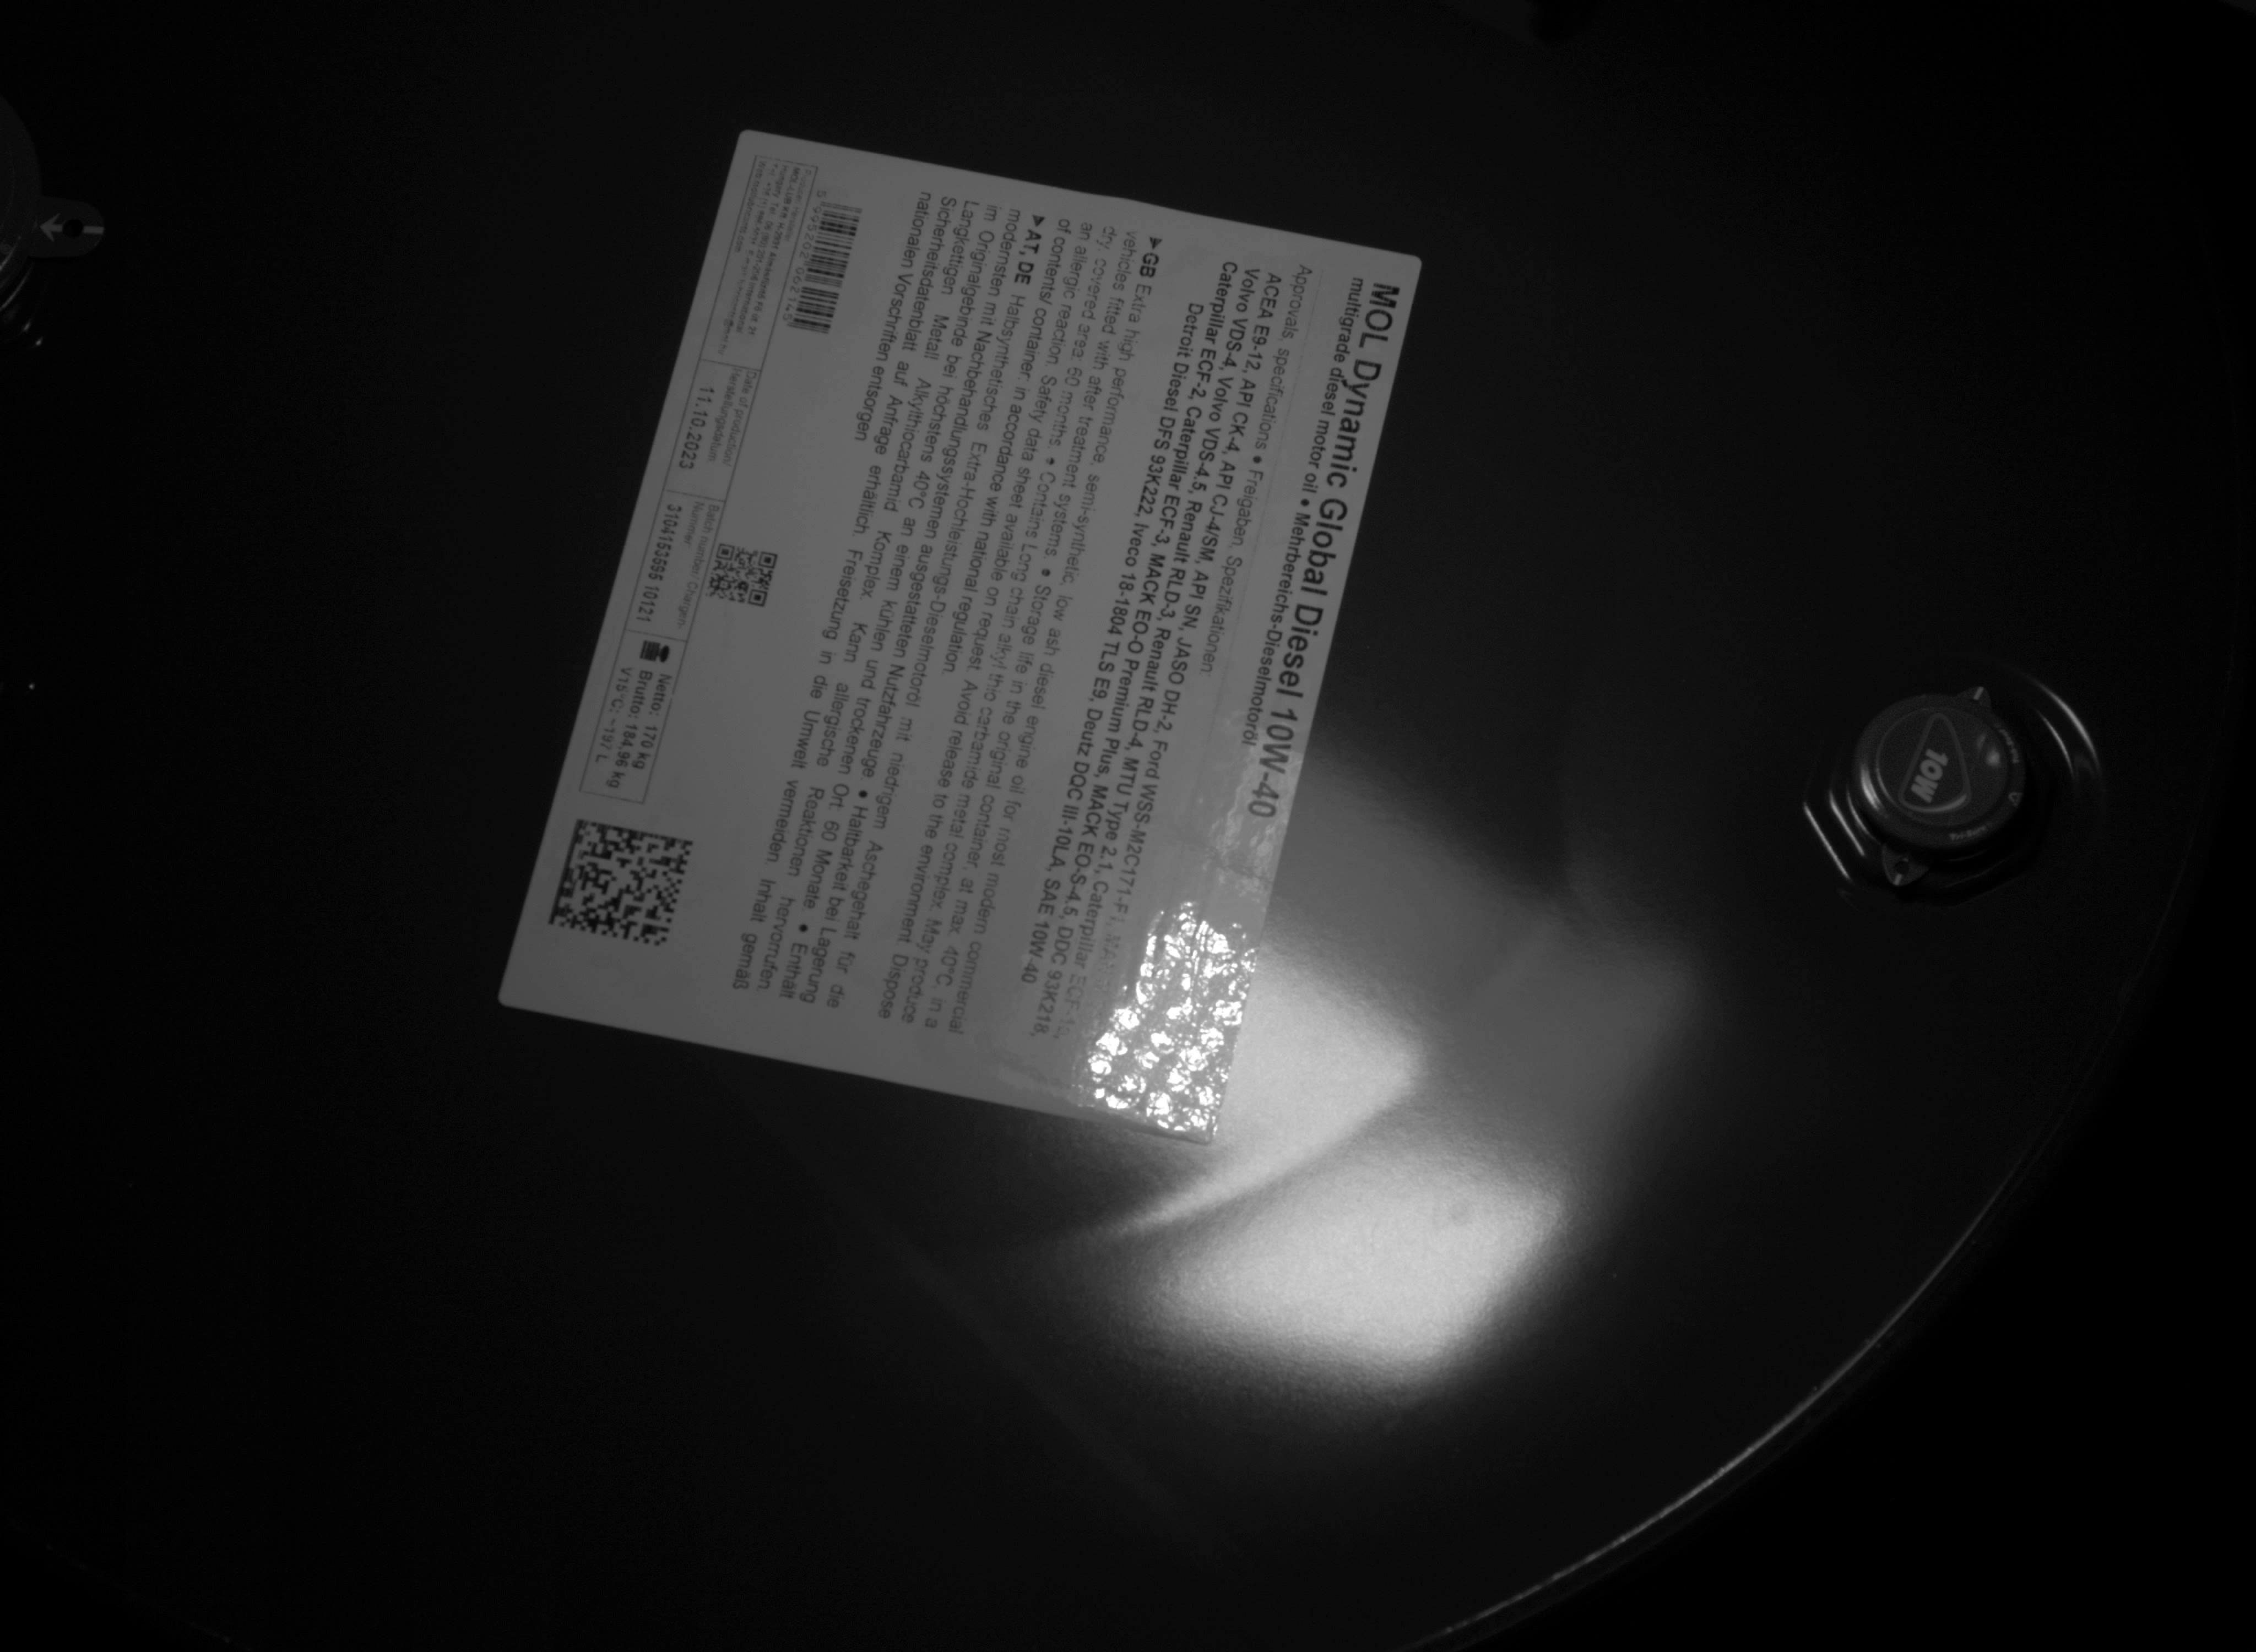 MOL Dynamic Global Diesel 10W-40
multigrade diesel motor oil • Mehrbereichs-Dieselmotoröl
Approvals, specifications • Freigaben, Spezifikationen:
ACEA E9-12, API CK-4, API CJ-4/SM, API SN, JASO DH-2, Ford WSS-M2C171-F1,
Volvo VDS-4, Volvo VDS-4.5, Renault RLD-3, Renault RLD-4, MTU Type 2.1, Caterpillar
Caterpillar ECF-2, Caterpillar ECF-3, MACK EO-O Premium Plus, MACK EO-S-4.5, DDC 93K218,
Detroit Diesel DFS 93K222, Iveco 18-1804 TLS E9, Deutz DQC III-10LA, SAE 10W-40
►GB Extra high performance, semi-synthetic, low ash diesel engine oil for most modern commercial
vehicles fitted with after treatment systems. • Storage life in the original container, at max. 40°C, in a
dry, covered area: 60 months. • Contains Long chain alkyl thio carbamide metal complex. May produce
an allergic reaction. Safety data sheet available on request. Avoid release to the environment. Dispose
of contents/ container in accordance with national regulation.
►AT, DE Halbsynthetisches Extra-Hochleistungs-Dieselmotoröl mit niedrigem Aschegehalt für die
modernsten mit Nachbehandlungssystemen ausgestatteten Nutzfahrzeuge • Haltbarkeit bei Lagerung
im Originalgebinde bei höchstens 40°C an einem kühlen und trockenen Ort: 60 Monate • Enthalt
Langkettigen Metall Alkylthiocarbamid Komplex. Kann allergische Reaktionen hervorrufen.
Sicherheitsdatenblatt auf Anfrage erhältlich. Freisetzung in die Umwelt vermeiden. Inhalt gemäß
nationalen Vorschriften entsorgen
Date of production/
Herstellungsdatum:
11.10.2023
Batch number/ Chargen-
Nummer:
3104153595 10121
Netto: 170 kg
Brutto: 184,96 kg
V15°C: ~197 L
MOL